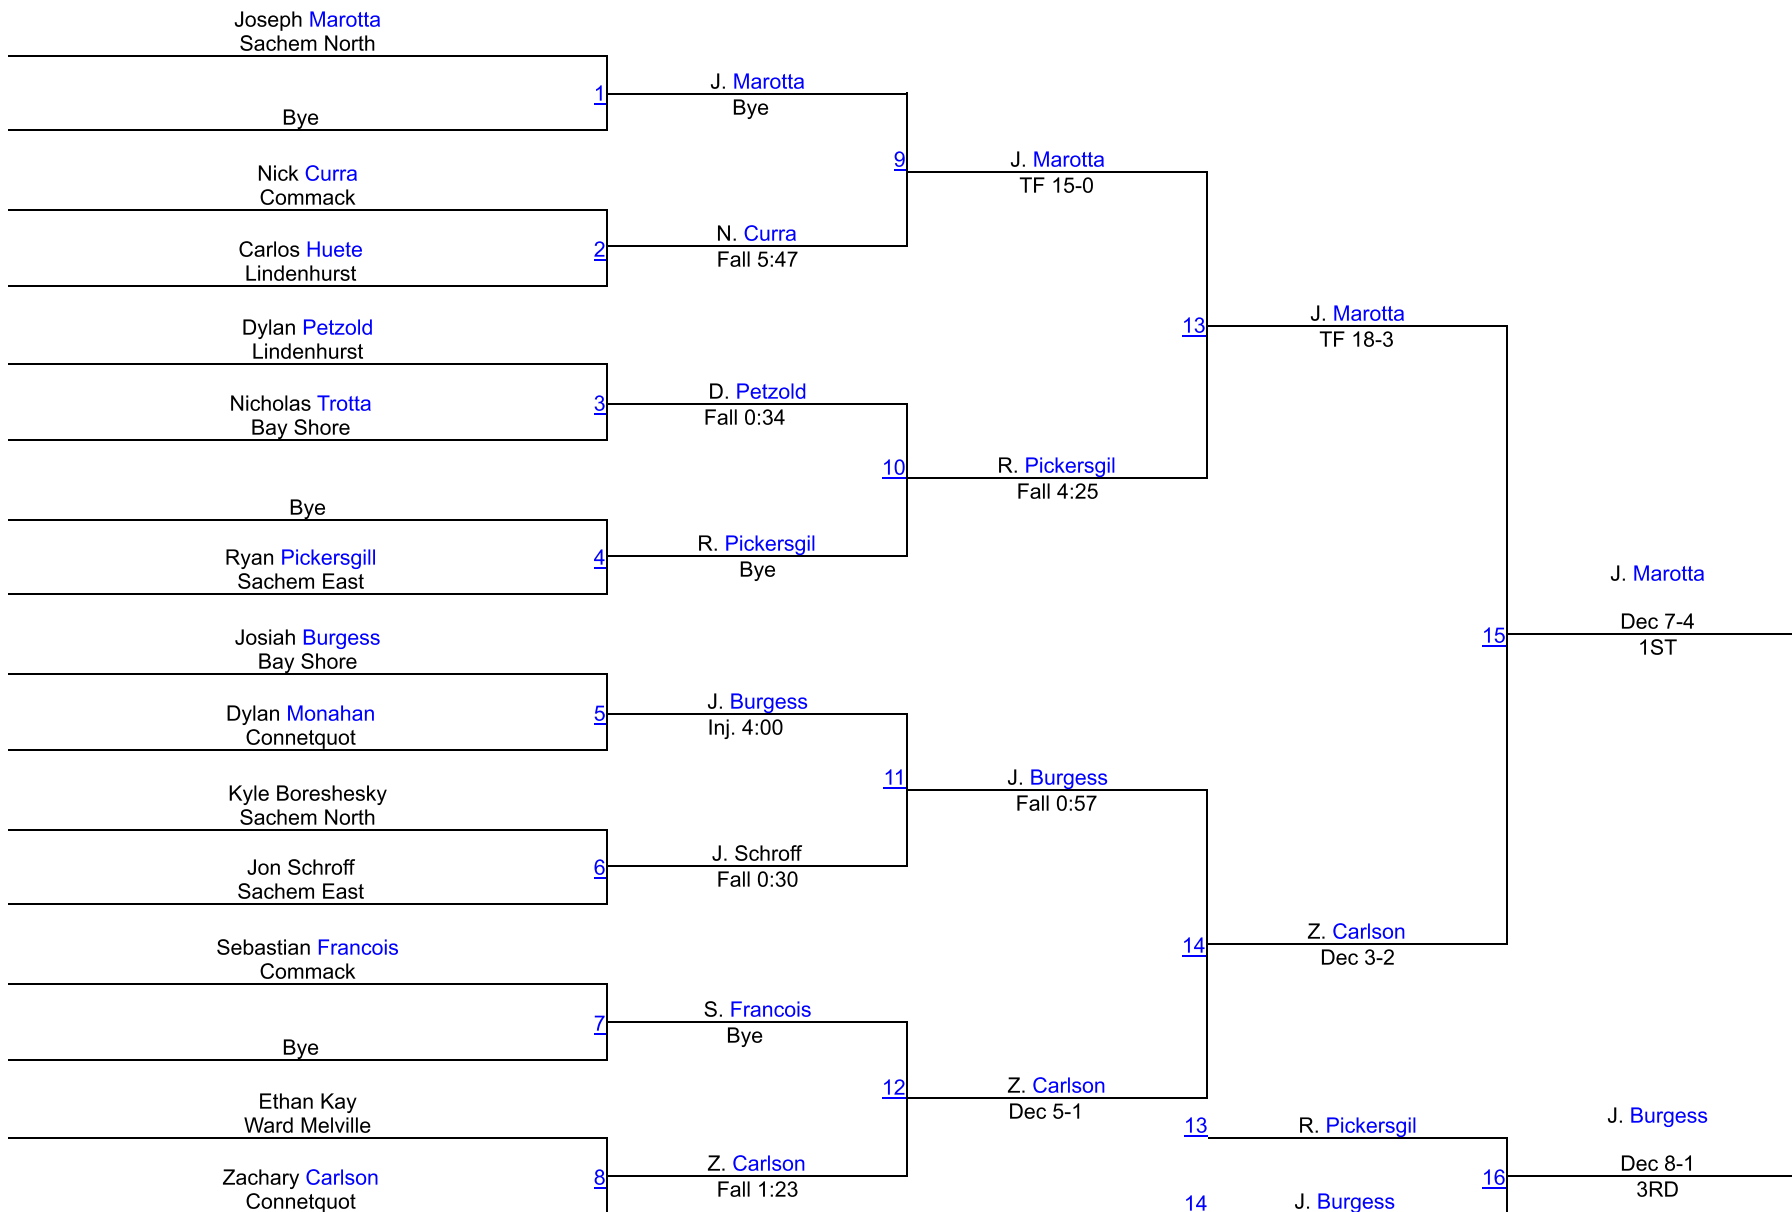 Joseph Marotta
Sachem North
1
Bye
J. Marotta
Bye
Nick Curra
Commack
2
Carlos Huete
Lindenhurst
N. Curra
Fall 5:47
9
J. Marotta
TF 15-0
Dylan Petzold
Lindenhurst
3
Nicholas Trotta
Bay Shore
D. Petzold
Fall 0:34
Bye
4
Ryan Pickersgill
Sachem East
R. Pickersgil
Bye
10
R. Pickersgil
Fall 4:25
13
J. Marotta
TF 18-3
Josiah Burgess
Bay Shore
5
Dylan Monahan
Connetquot
J. Burgess
Inj. 4:00
Kyle Boreshesky
Sachem North
6
Jon Schroff
Sachem East
J. Schroff
Fall 0:30
11
J. Burgess
Fall 0:57
Sebastian Francois
Commack
7
Bye
S. Francois
Bye
Ethan Kay
Ward Melville
8
Zachary Carlson
Connetquot
Z. Carlson
Fall 1:23
12
Z. Carlson
Dec 5-1
14
Z. Carlson
Dec 3-2
15
J. Marotta
Dec 7-4
1ST
13
R. Pickersgil
14
J. Burgess
16
J. Burgess
Dec 8-1
3RD